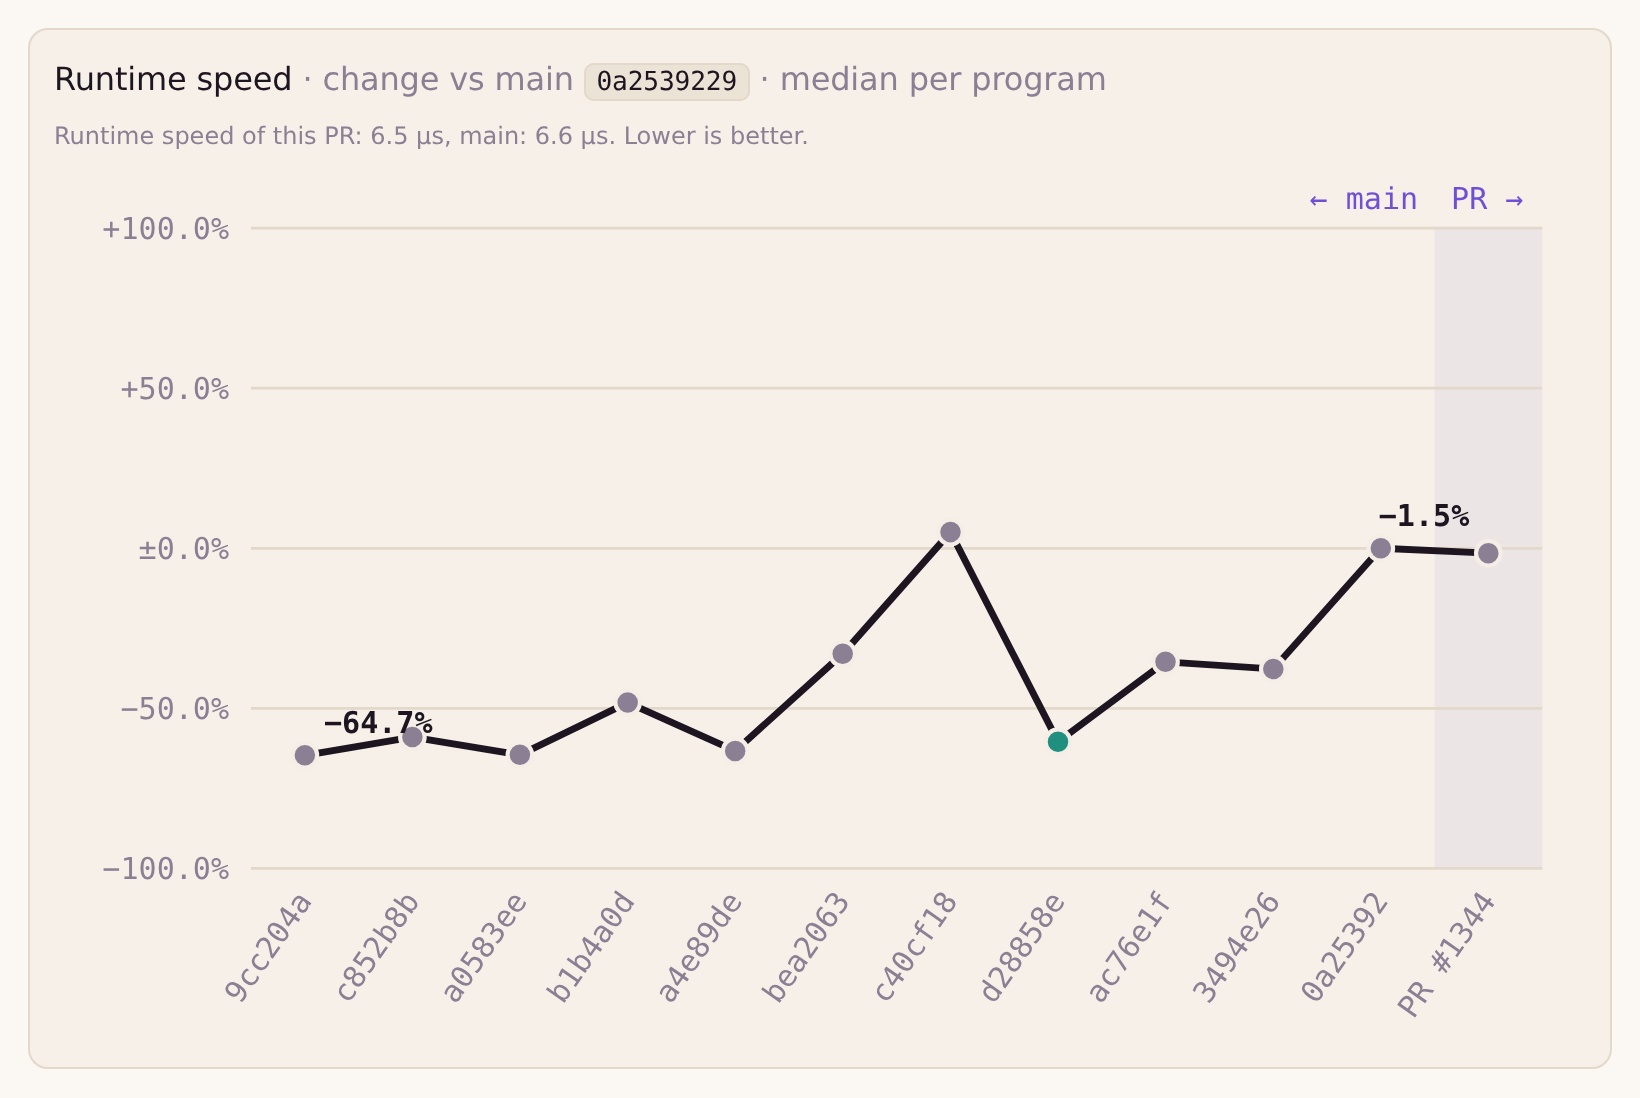 Runtime speed · change vs main 0a2539229 · median per program
Runtime speed of this PR: 6.5 µs, main: 6.6 µs. Lower is better.
← main PR →
+100.0%
+50.0%
±0.0%
−50.0%
−100.0%
−64.7%
−1.5%
9cc204a
c852b8b
a0583ee
b1b4a0d
a4e89de
bea2063
c40cf18
d28858e
ac76e1f
3494e26
0a25392
PR #1344